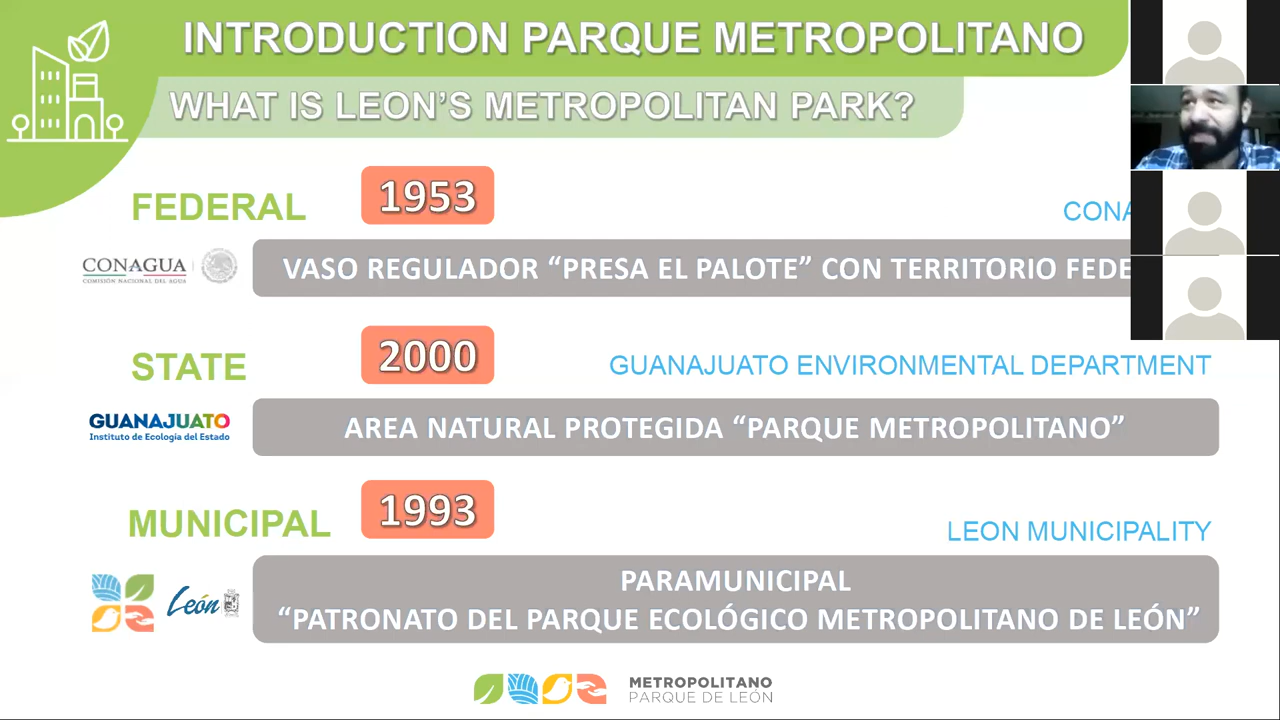 INTRODUCTION PARQUE METROPOLITANO
WHAT IS LEON'S METROPOLITAN PARK?
FEDERAL
1953
CONAGUA
COMISIÓN NACIONAL DEL AGUA
VASO REGULADOR “PRESA EL PALOTE” CON TERRITORIO
STATE
2000
GUANAJUATO ENVIRONMENTAL DEPARTMENT
GUANAJUATO
Instituto de Ecología del Estado
AREA NATURAL PROTEGIDA “PARQUE METROPOLITANO”
MUNICIPAL
1993
LEON MUNICIPALITY
León
PARAMUNICIPAL
“PATRONATO DEL PARQUE ECOLÓGICO METROPOLITANO DE LEÓN”
METROPOLITANO
PARQUE DE LEÓN